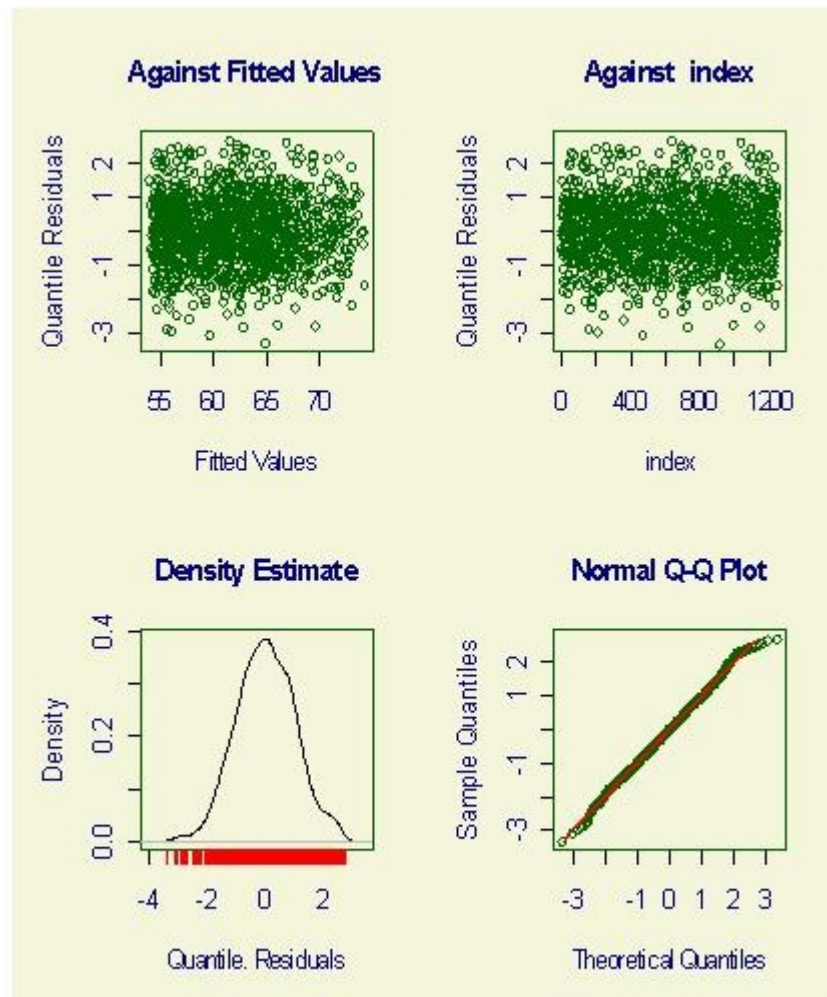 Against Fitted Values
Quantile Residuals
-3 -1 1 2
55 60 65 70
Fitted Values
Against index
Quantile Residuals
-3 -1 1 2
0 400 800 1200
index
Density Estimate
Density
0.0 0.2 0.4
-4 -2 0 2
Quantile. Residuals
Normal Q-Q Plot
Sample Quantiles
-3 -1 1 2
-3 -1 0 1 2 3
Theoretical Quantiles